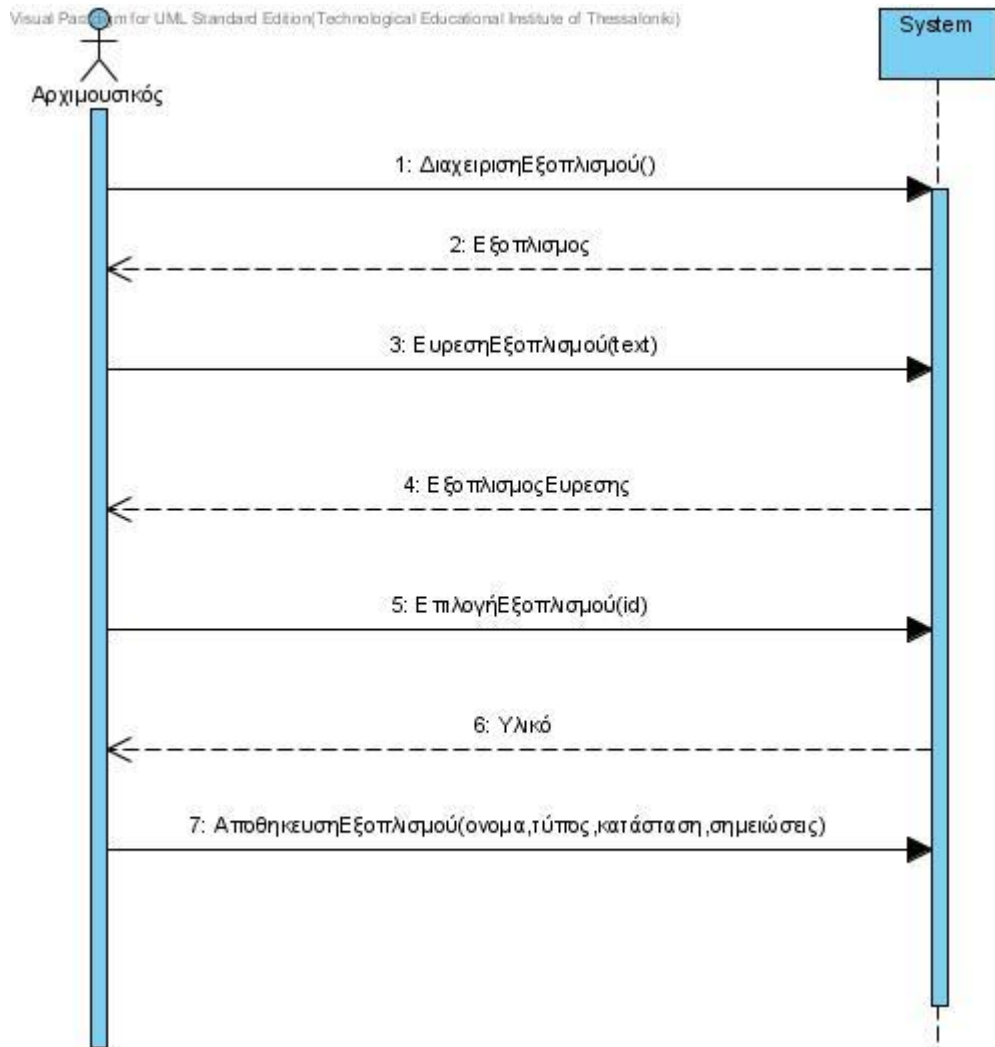 Visual Paradigm for UML Standard Edition(Technological Educational Institute of Thessaloniki)
System
Αρχιμουσικός
1: ΔιαχειρισηΕξοπλισμού()
2: Εξοπλισμος
3: ΕυρεσηΕξοπλισμού(text)
4: ΕξοπλισμοςΕυρεσης
5: ΕπιλογήΕξοπλισμού(id)
6: Υλικό
7: ΑποθηκευσηΕξοπλισμού(ονομα,τύπος,κατάσταση,σημειώσεις)